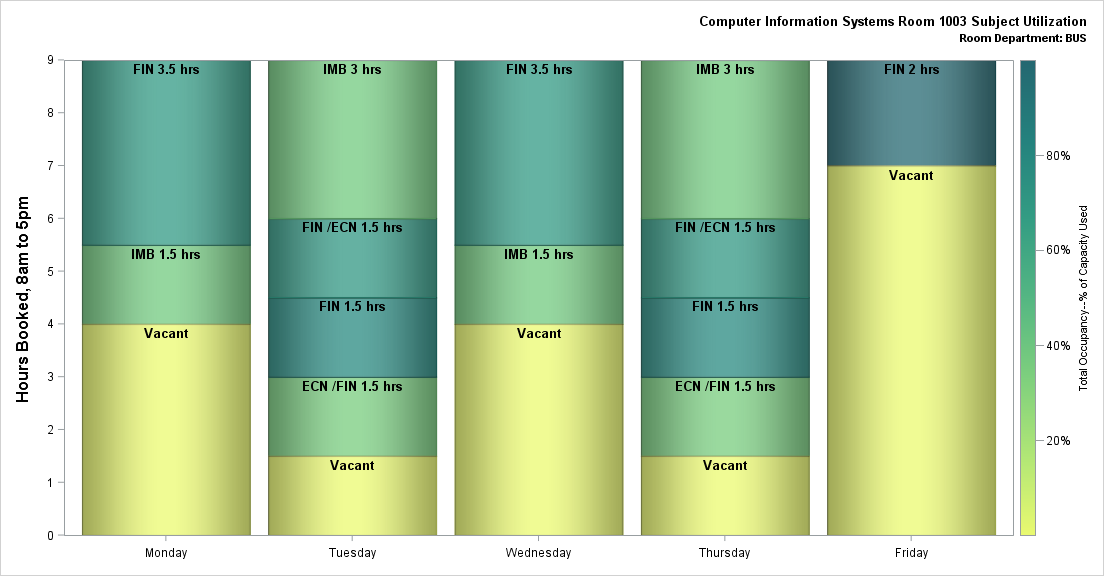 Computer Information Systems Room 1003 Subject Utilization
Room Department: BUS
Hours Booked, 8am to 5pm
9
8
7
6
5
4
3
2
1
0
FIN 3.5 hrs
IMB 1.5 hrs
Vacant
IMB 3 hrs
FIN /ECN 1.5 hrs
FIN 1.5 hrs
ECN /FIN 1.5 hrs
Vacant
FIN 3.5 hrs
IMB 1.5 hrs
Vacant
IMB 3 hrs
FIN /ECN 1.5 hrs
FIN 1.5 hrs
ECN /FIN 1.5 hrs
Vacant
FIN 2 hrs
Vacant
Monday
Tuesday
Wednesday
Thursday
Friday
80%
60%
40%
20%
Total Occupancy--% of Capacity Used